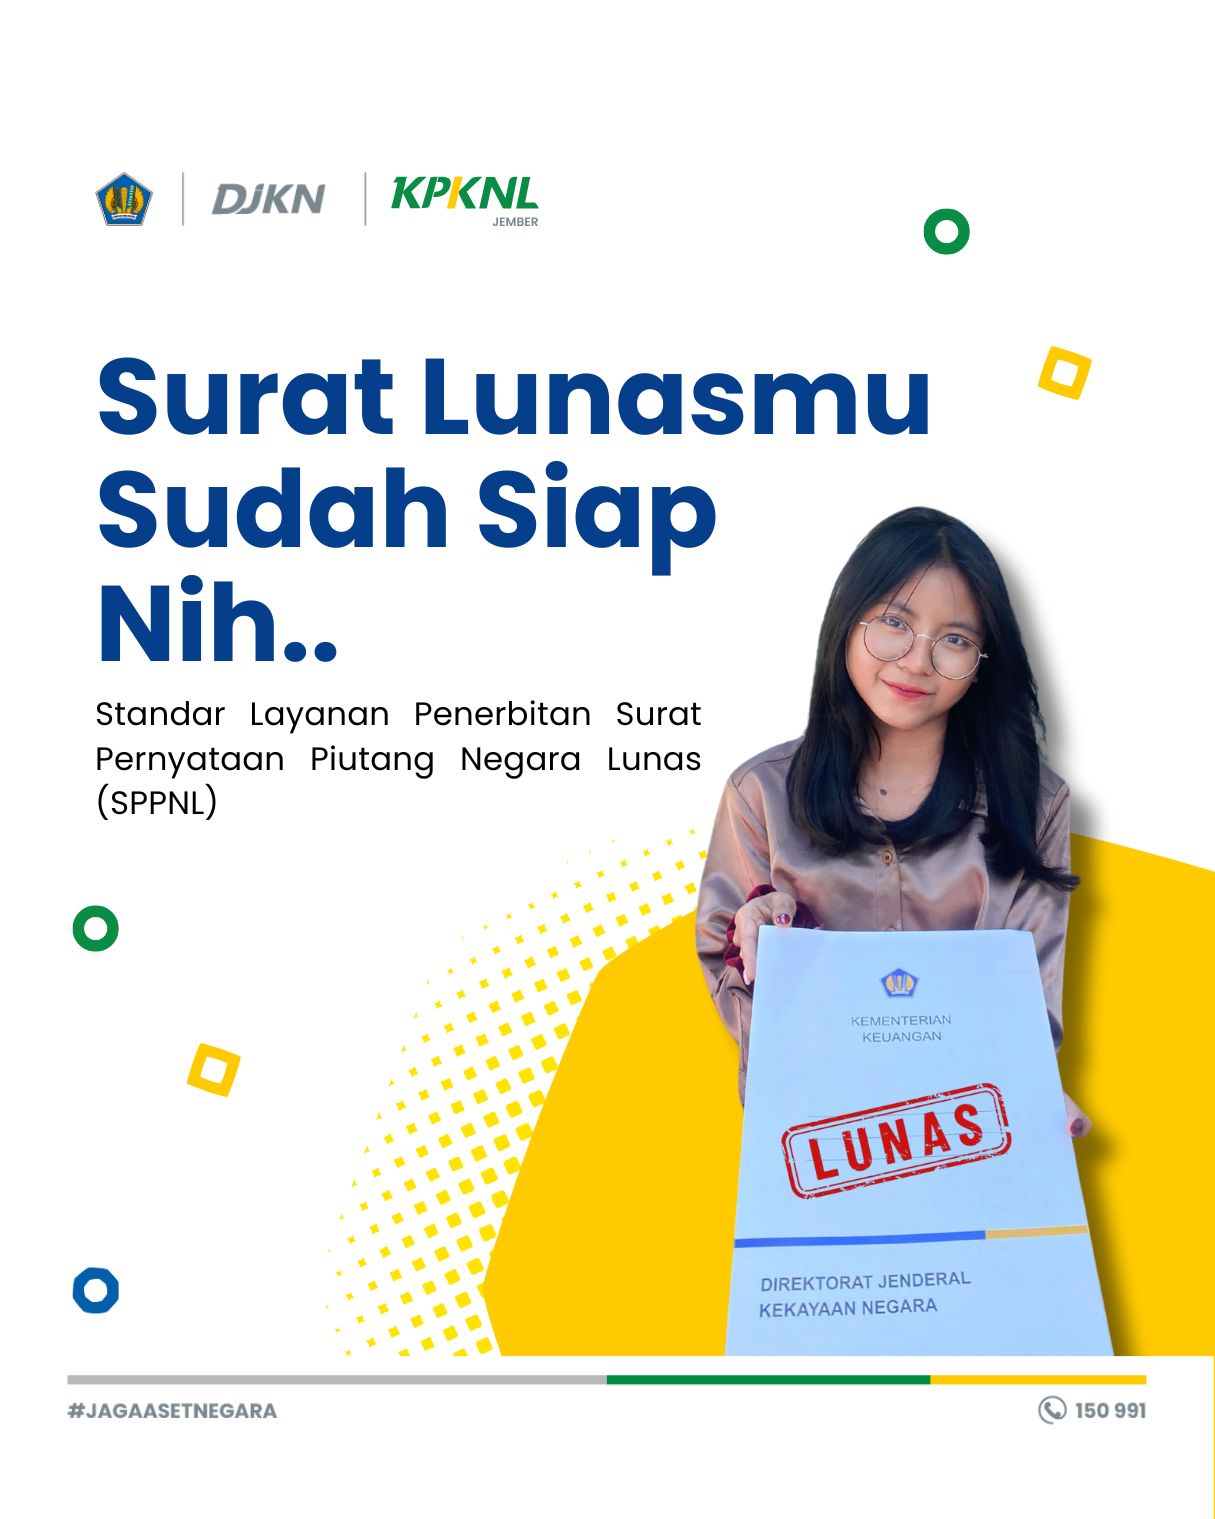 DJKN
KPKNL
JEMBER
Surat Lunasmu
Sudah Siap
Nih..
Standar Layanan Penerbitan Surat
Pernyataan Piutang Negara Lunas
(SPPNL)
KEMENTERIAN
KEUANGAN
LUNAS
DIREKTORAT JENDERAL
KEKAYAAN NEGARA
#JAGAASETNEGARA
150 991